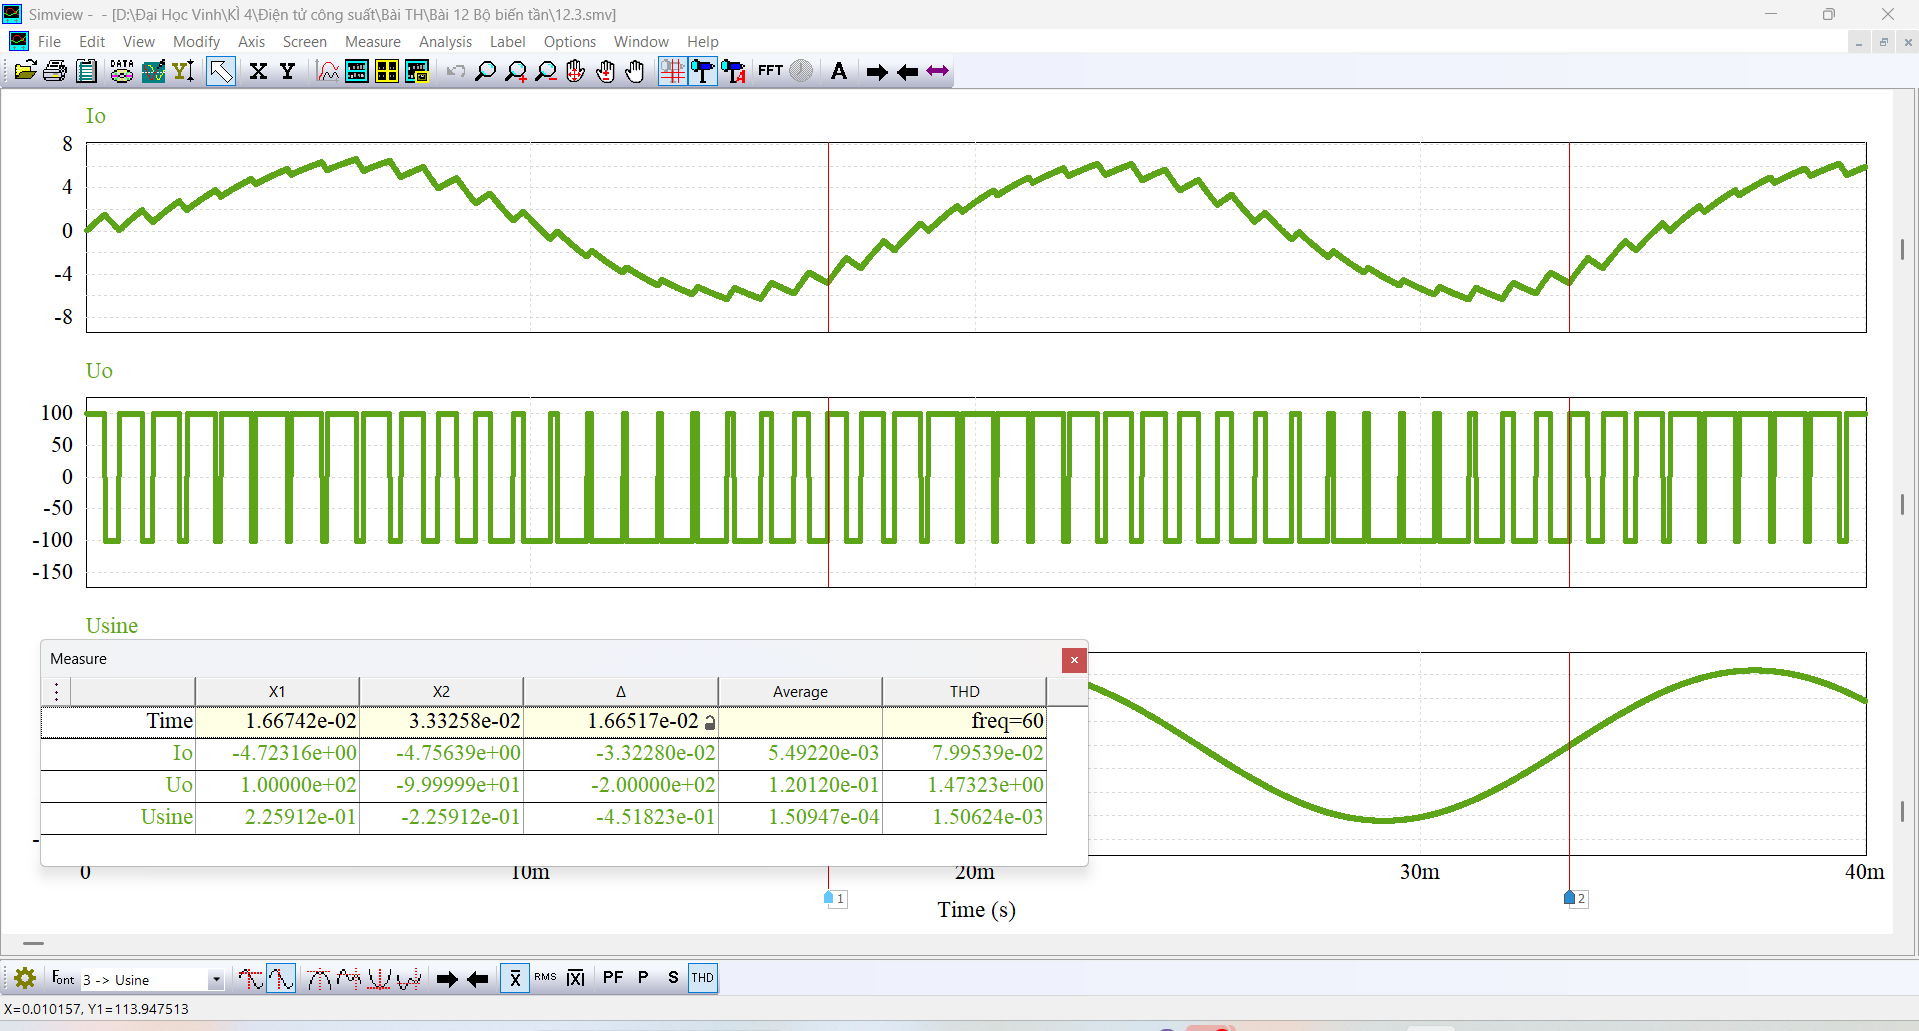 Simview - - [D:\Đại Học Vinh\KÌ 4\Điện tử công suất\Bài TH\Bài 12 Bộ biến tần\12.3.smv]
File Edit View Modify Axis Screen Measure Analysis Label Options Window Help
DATA Y X Y FFT A A
Io
8
4
0
-4
-8
Uo
100
50
0
-50
-100
-150
Usine
Measure
X1 X2 Δ Average THD
Time 1.66742e-02 3.33258e-02 1.66517e-02 freq=60
Io -4.72316e+00 -4.75639e+00 -3.32280e-02 5.49220e-03 7.99539e-02
Uo 1.00000e+02 -9.99999e+01 -2.00000e+02 1.20120e-01 1.47323e+00
Usine 2.25912e-01 -2.25912e-01 -4.51823e-01 1.50947e-04 1.50624e-03
0 10m 20m 30m 40m
1 2
Time (s)
Font 3 -> Usine X RMS |X| PF P S THD
X=0.010157, Y1=113.947513